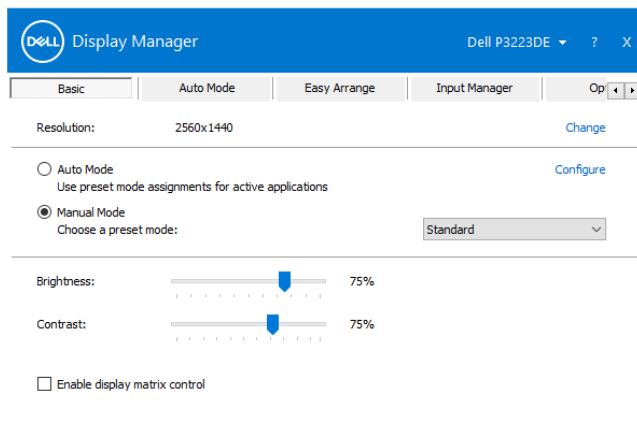 DELL Display Manager Dell P3223DE ? X
Basic Auto Mode Easy Arrange Input Manager Op
Resolution: 2560x1440 Change
Auto Mode Configure
Use preset mode assignments for active applications
Manual Mode
Choose a preset mode: Standard
Brightness: 75%
Contrast: 75%
Enable display matrix control